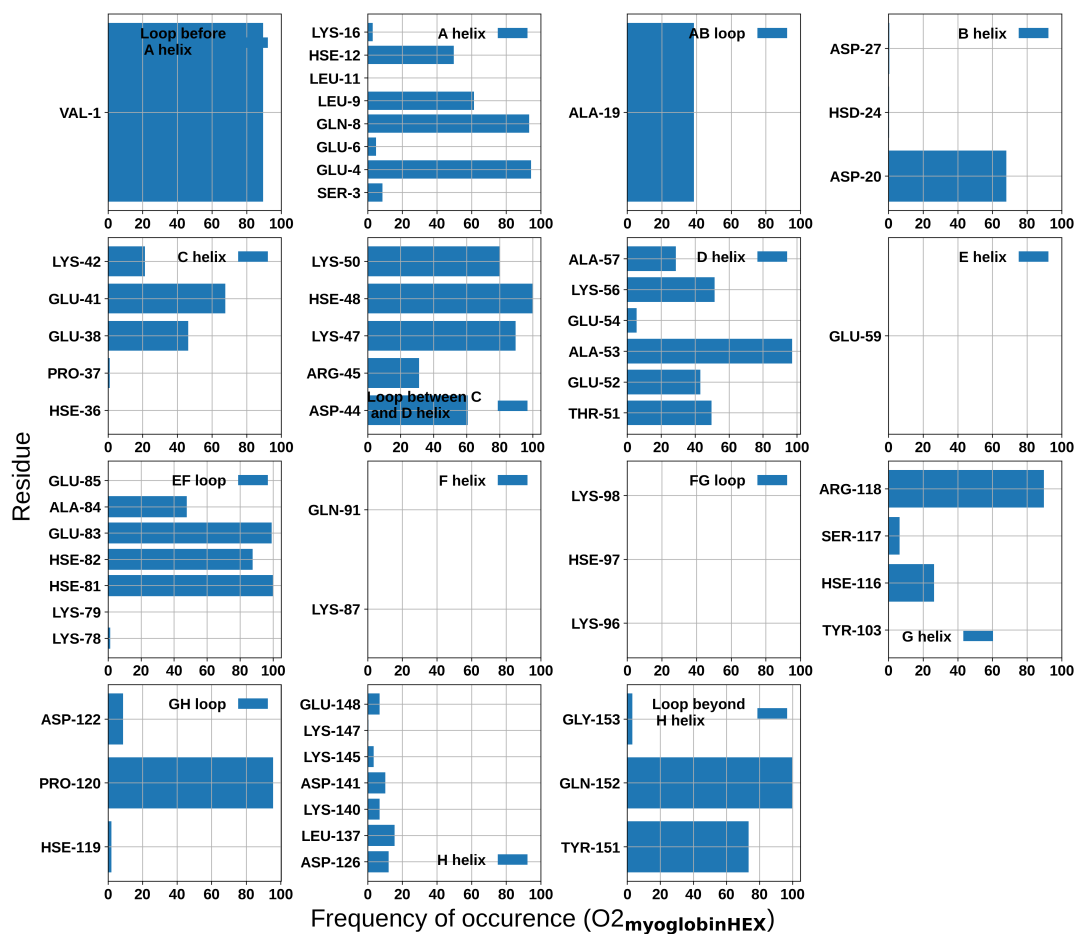 Loop before
A helix
VAL-1
0 20 40 60 80 100
LYS-16
HSE-12
LEU-11
LEU-9
GLN-8
GLU-6
GLU-4
SER-3
A helix
0 20 40 60 80 100
AB loop
ALA-19
0 20 40 60 80 100
ASP-27
HSD-24
ASP-20
B helix
0 20 40 60 80 100
LYS-42
GLU-41
GLU-38
PRO-37
HSE-36
C helix
0 20 40 60 80 100
LYS-50
HSE-48
LYS-47
ARG-45
ASP-44
Loop between C
and D helix
0 20 40 60 80 100
ALA-57
LYS-56
GLU-54
ALA-53
GLU-52
THR-51
D helix
0 20 40 60 80 100
E helix
GLU-59
0 20 40 60 80 100
Residue
GLU-85
ALA-84
GLU-83
HSE-82
HSE-81
LYS-79
LYS-78
EF loop
0 20 40 60 80 100
F helix
GLN-91
LYS-87
0 20 40 60 80 100
FG loop
LYS-98
HSE-97
LYS-96
0 20 40 60 80 100
ARG-118
SER-117
HSE-116
TYR-103
G helix
0 20 40 60 80 100
GH loop
ASP-122
PRO-120
HSE-119
0 20 40 60 80 100
GLU-148
LYS-147
LYS-145
ASP-141
LYS-140
LEU-137
ASP-126
H helix
0 20 40 60 80 100
Loop beyond
H helix
GLY-153
GLN-152
TYR-151
0 20 40 60 80 100
Frequency of occurence (O2myoglobinHEX)